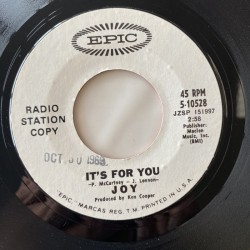 EPIC
RADIO
STATION
COPY
45 RPM
5-10528
JZSP 151997
2:58
Publisher:
Maclen
Music, Inc.
(BMI)
OCT 30 1969
IT'S FOR YOU
-P. McCartney - J. Lennon-
JOY
Produced by Ken Cooper
EPIC, MARCAS REG. T.M. PRINTED IN U.S.A.